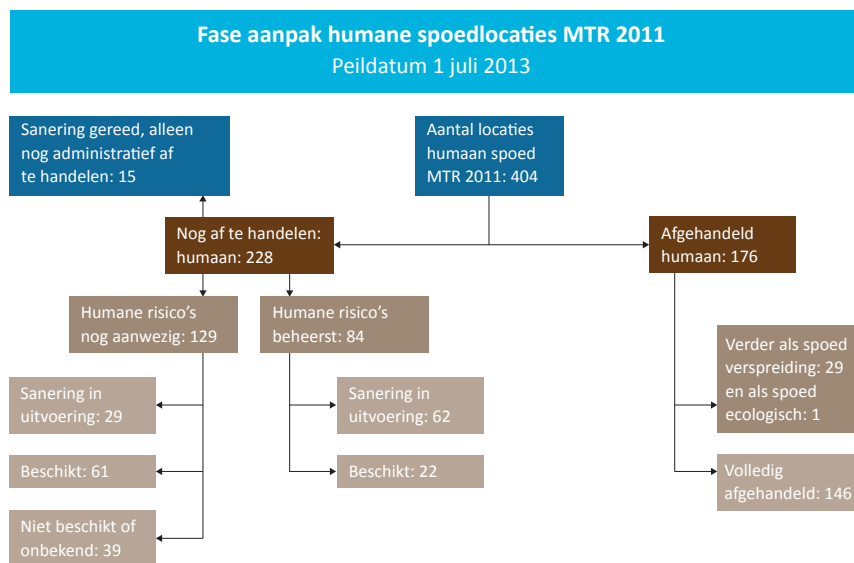 Fase aanpak humane spoedlocaties MTR 2011
Peildatum 1 juli 2013
Sanering gereed, alleen
nog administratief af
te handelen: 15
Aantal locaties
humaan spoed
MTR 2011: 404
Nog af te handelen:
humaan: 228
Afgehandeld
humaan: 176
Humane risico's
nog aanwezig: 129
Humane risico's
beheerst: 84
Verder als spoed
verspreiding: 29
en als spoed
ecologisch: 1
Sanering in
uitvoering: 29
Sanering in
uitvoering: 62
Beschikt: 61
Beschikt: 22
Volledig
afgehandeld: 146
Niet beschikt of
onbekend: 39